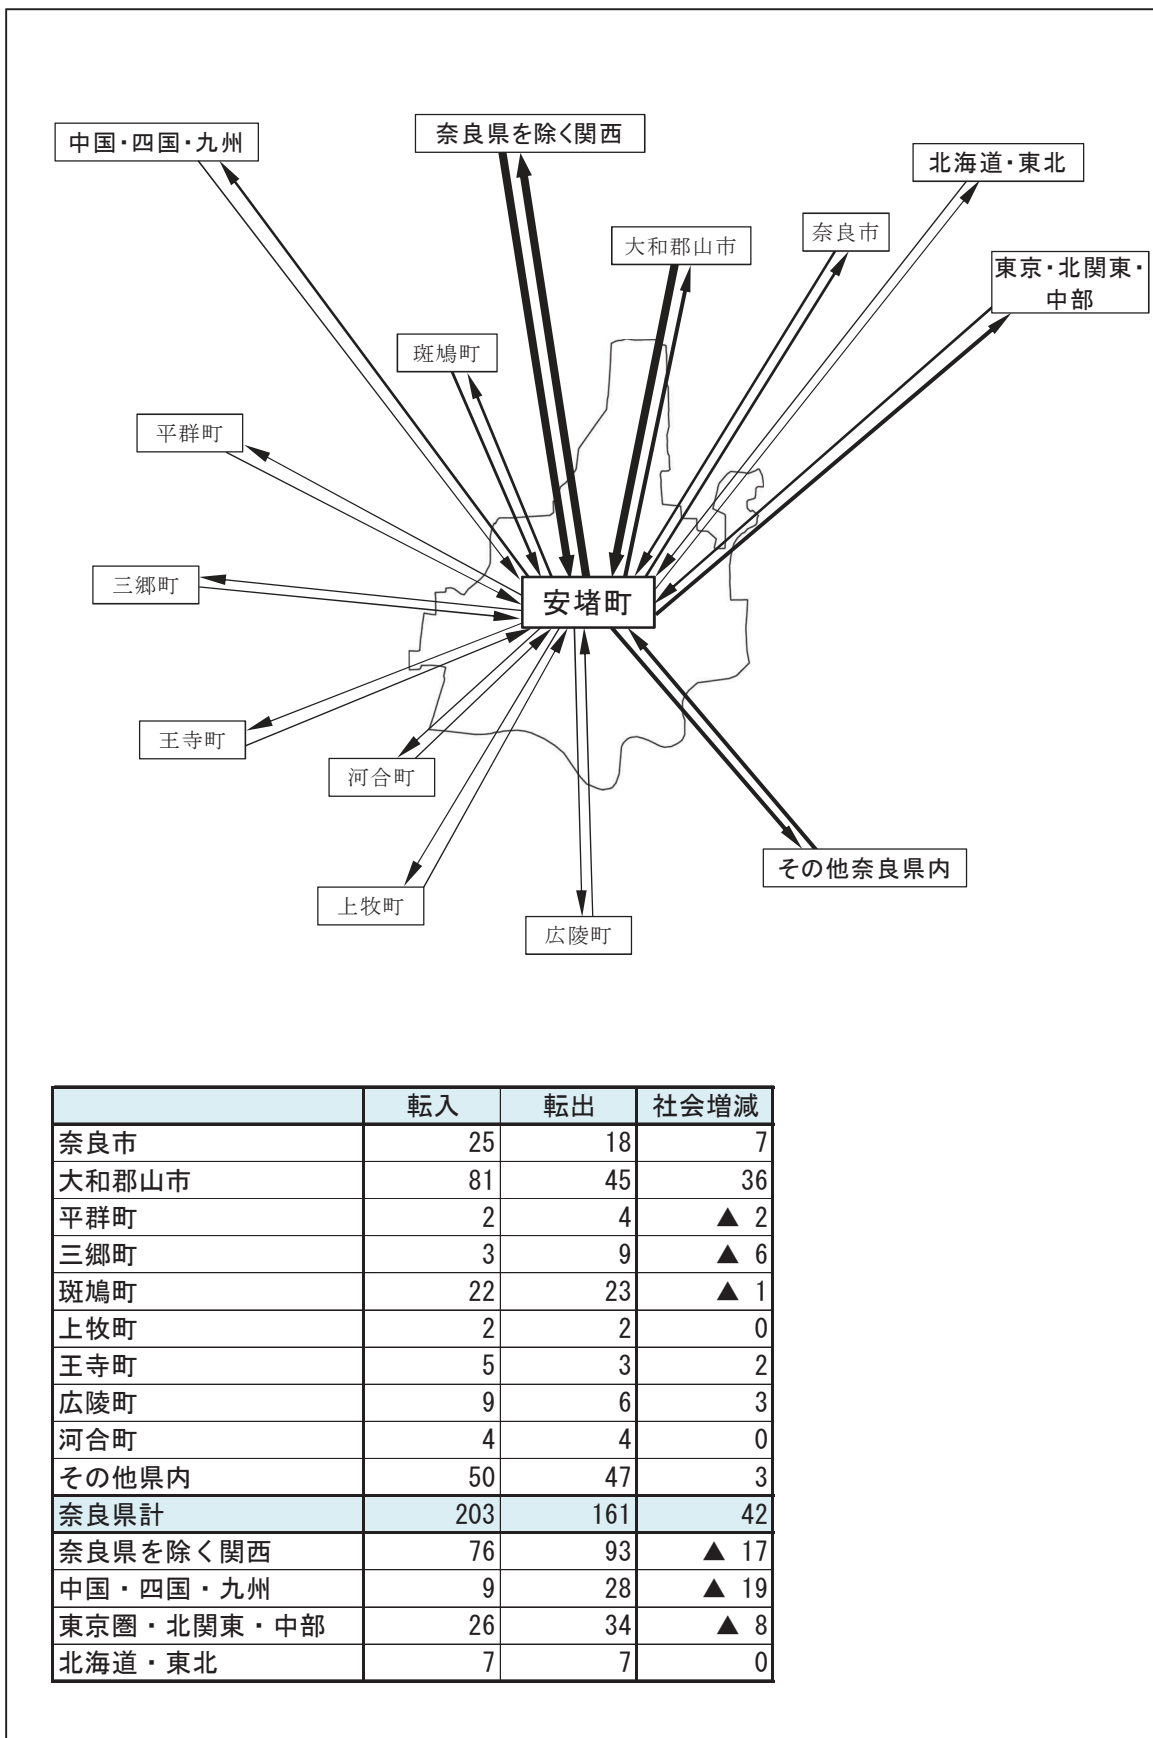 中国・四国・九州
奈良県を除く関西
北海道・東北
奈良市
大和郡山市
東京・北関東・
中部
斑鳩町
平群町
三郷町
安堵町
王寺町
河合町
その他奈良県内
上牧町
広陵町
転入 転出 社会増減
奈良市 25 18 7
大和郡山市 81 45 36
平群町 2 4 ▲ 2
三郷町 3 9 ▲ 6
斑鳩町 22 23 ▲ 1
上牧町 2 2 0
王寺町 5 3 2
広陵町 9 6 3
河合町 4 4 0
その他県内 50 47 3
奈良県計 203 161 42
奈良県を除く関西 76 93 ▲ 17
中国・四国・九州 9 28 ▲ 19
東京圏・北関東・中部 26 34 ▲ 8
北海道・東北 7 7 0